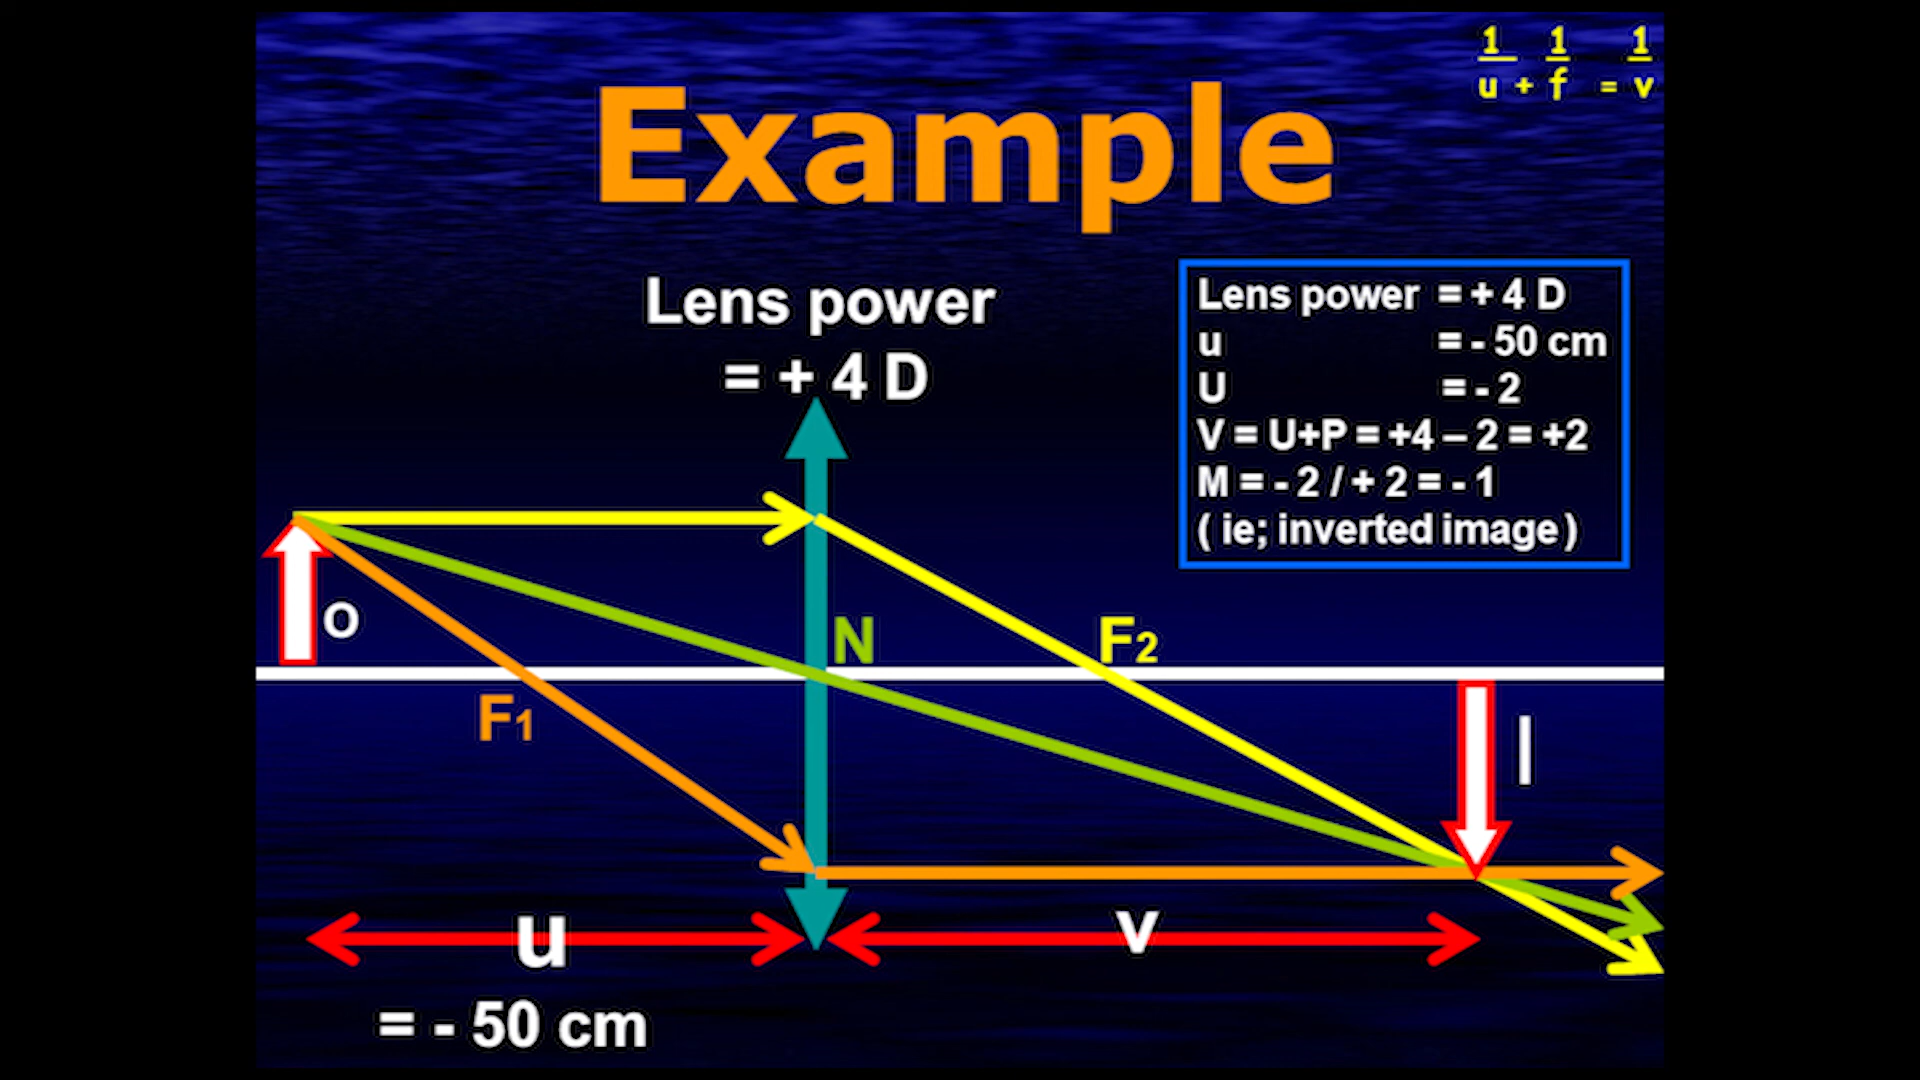 1 1 1
u + f = v
Example
Lens power
= + 4 D
Lens power = + 4 D
u = - 50 cm
U = - 2
V = U+P = +4 – 2 = +2
M = - 2 / + 2 = - 1
( ie; inverted image )
O
N
F2
F1
I
u
v
= - 50 cm